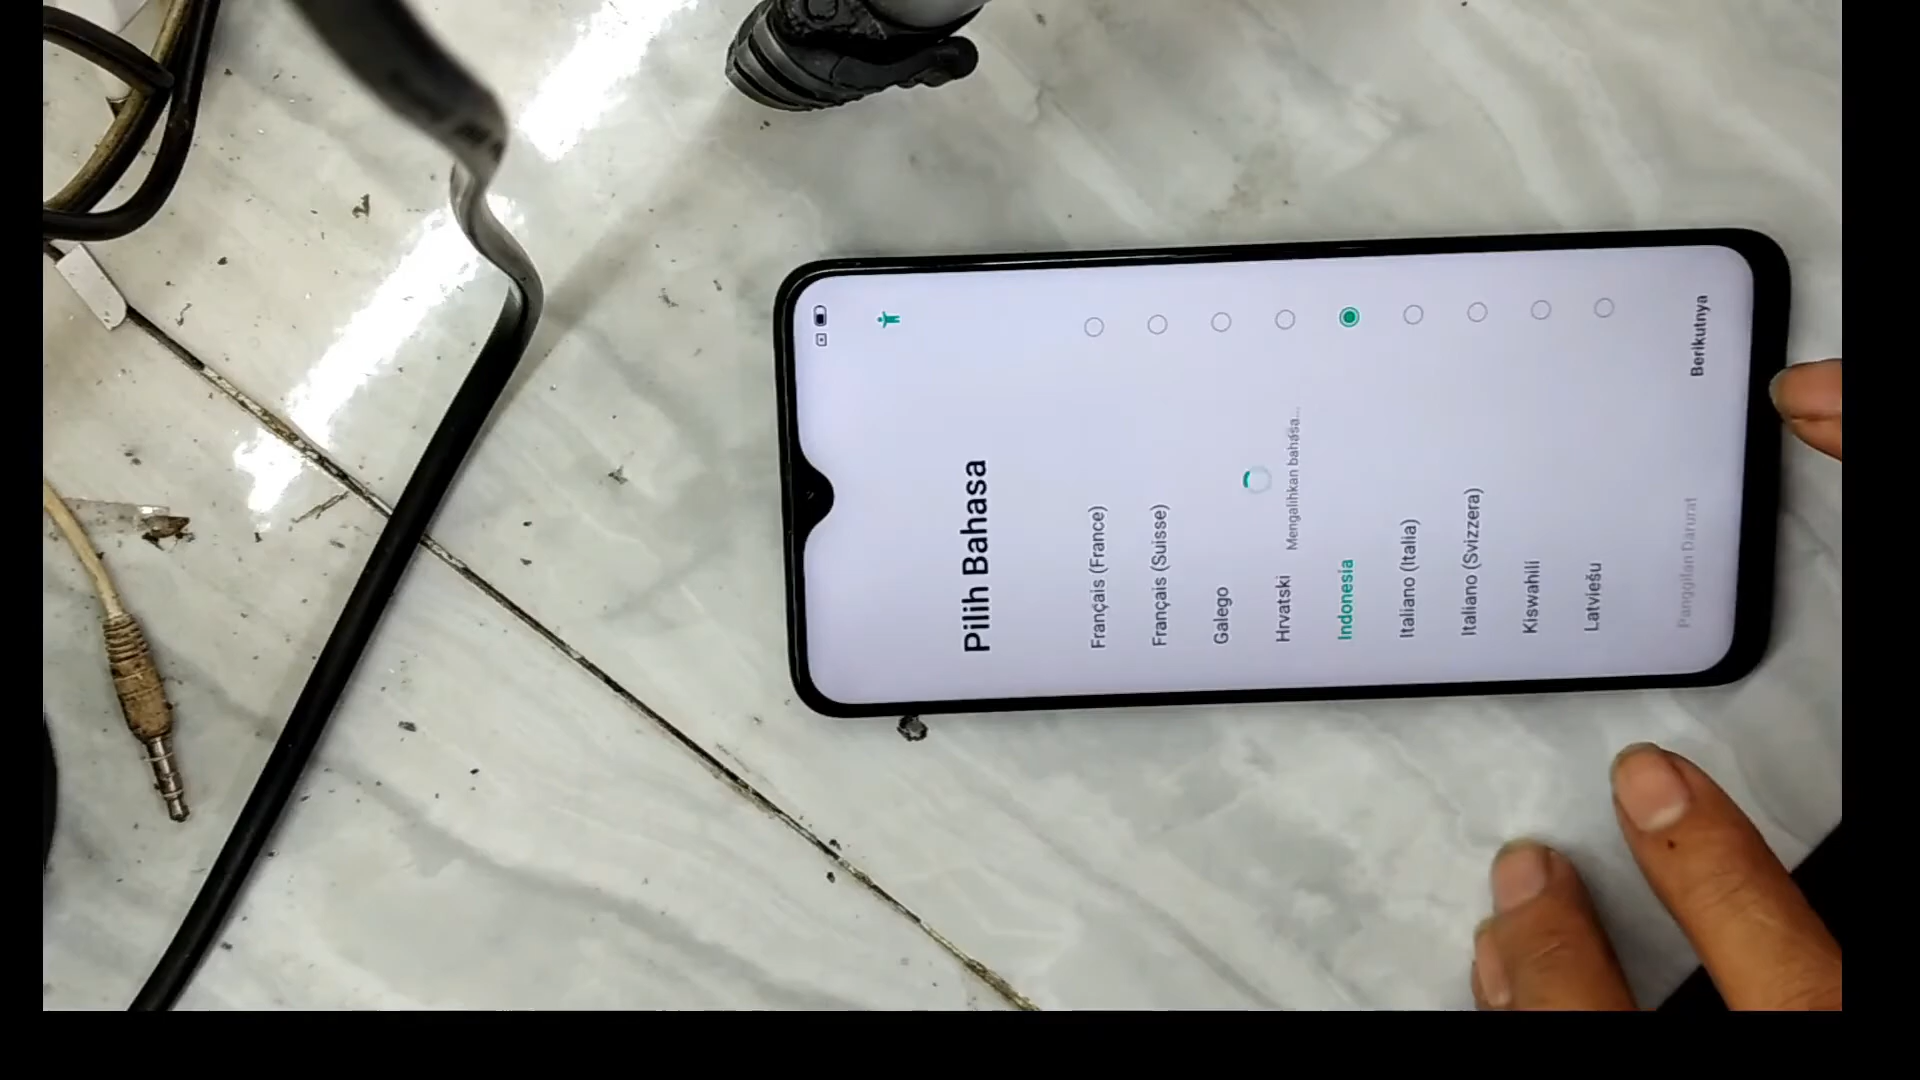 Pilih Bahasa
Français (France)
Français (Suisse)
Galego
Mengalihkan bahasa...
Hrvatski
Indonesia
Italiano (Italia)
Italiano (Svizzera)
Kiswahili
Latviešu
Panggilan Darurat
Berikutnya